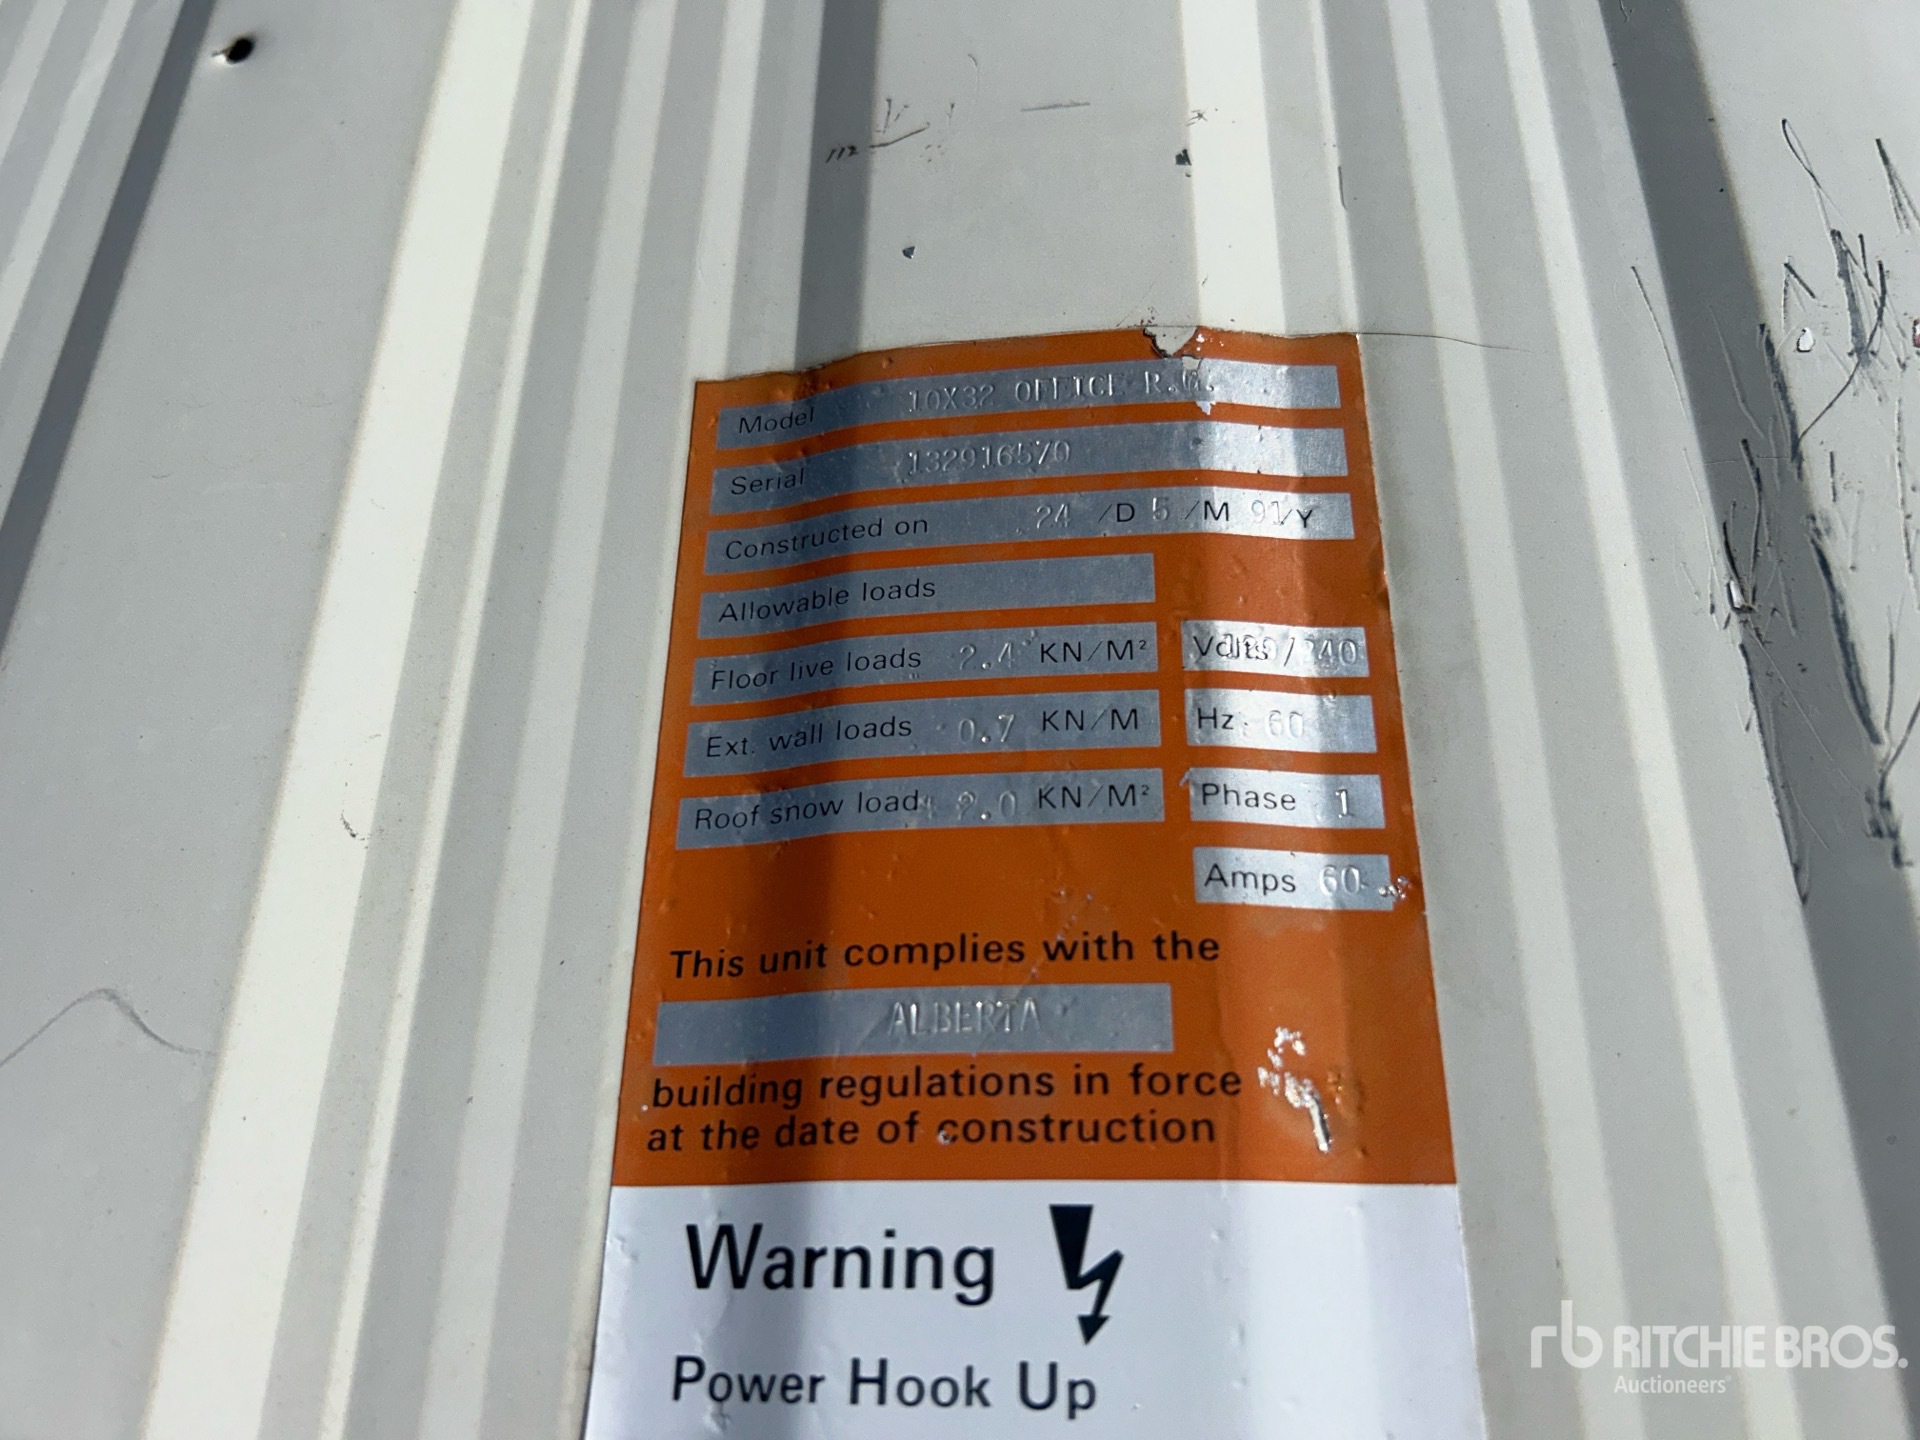 Model 10X32 OFFICE R.
Serial 132916570
Constructed on 24 /D 5 /M 91/Y
Allowable loads
Floor live loads 2.4 KN/M²
Volts /240
Ext. wall loads 0.7 KN/M
Hz 60
Roof snow load 2.0 KN/M²
Phase 1
Amps 60
This unit complies with the
ALBERTA
building regulations in force
at the date of construction
Warning
Power Hook Up
rb RITCHIE BROS.
Auctioneers